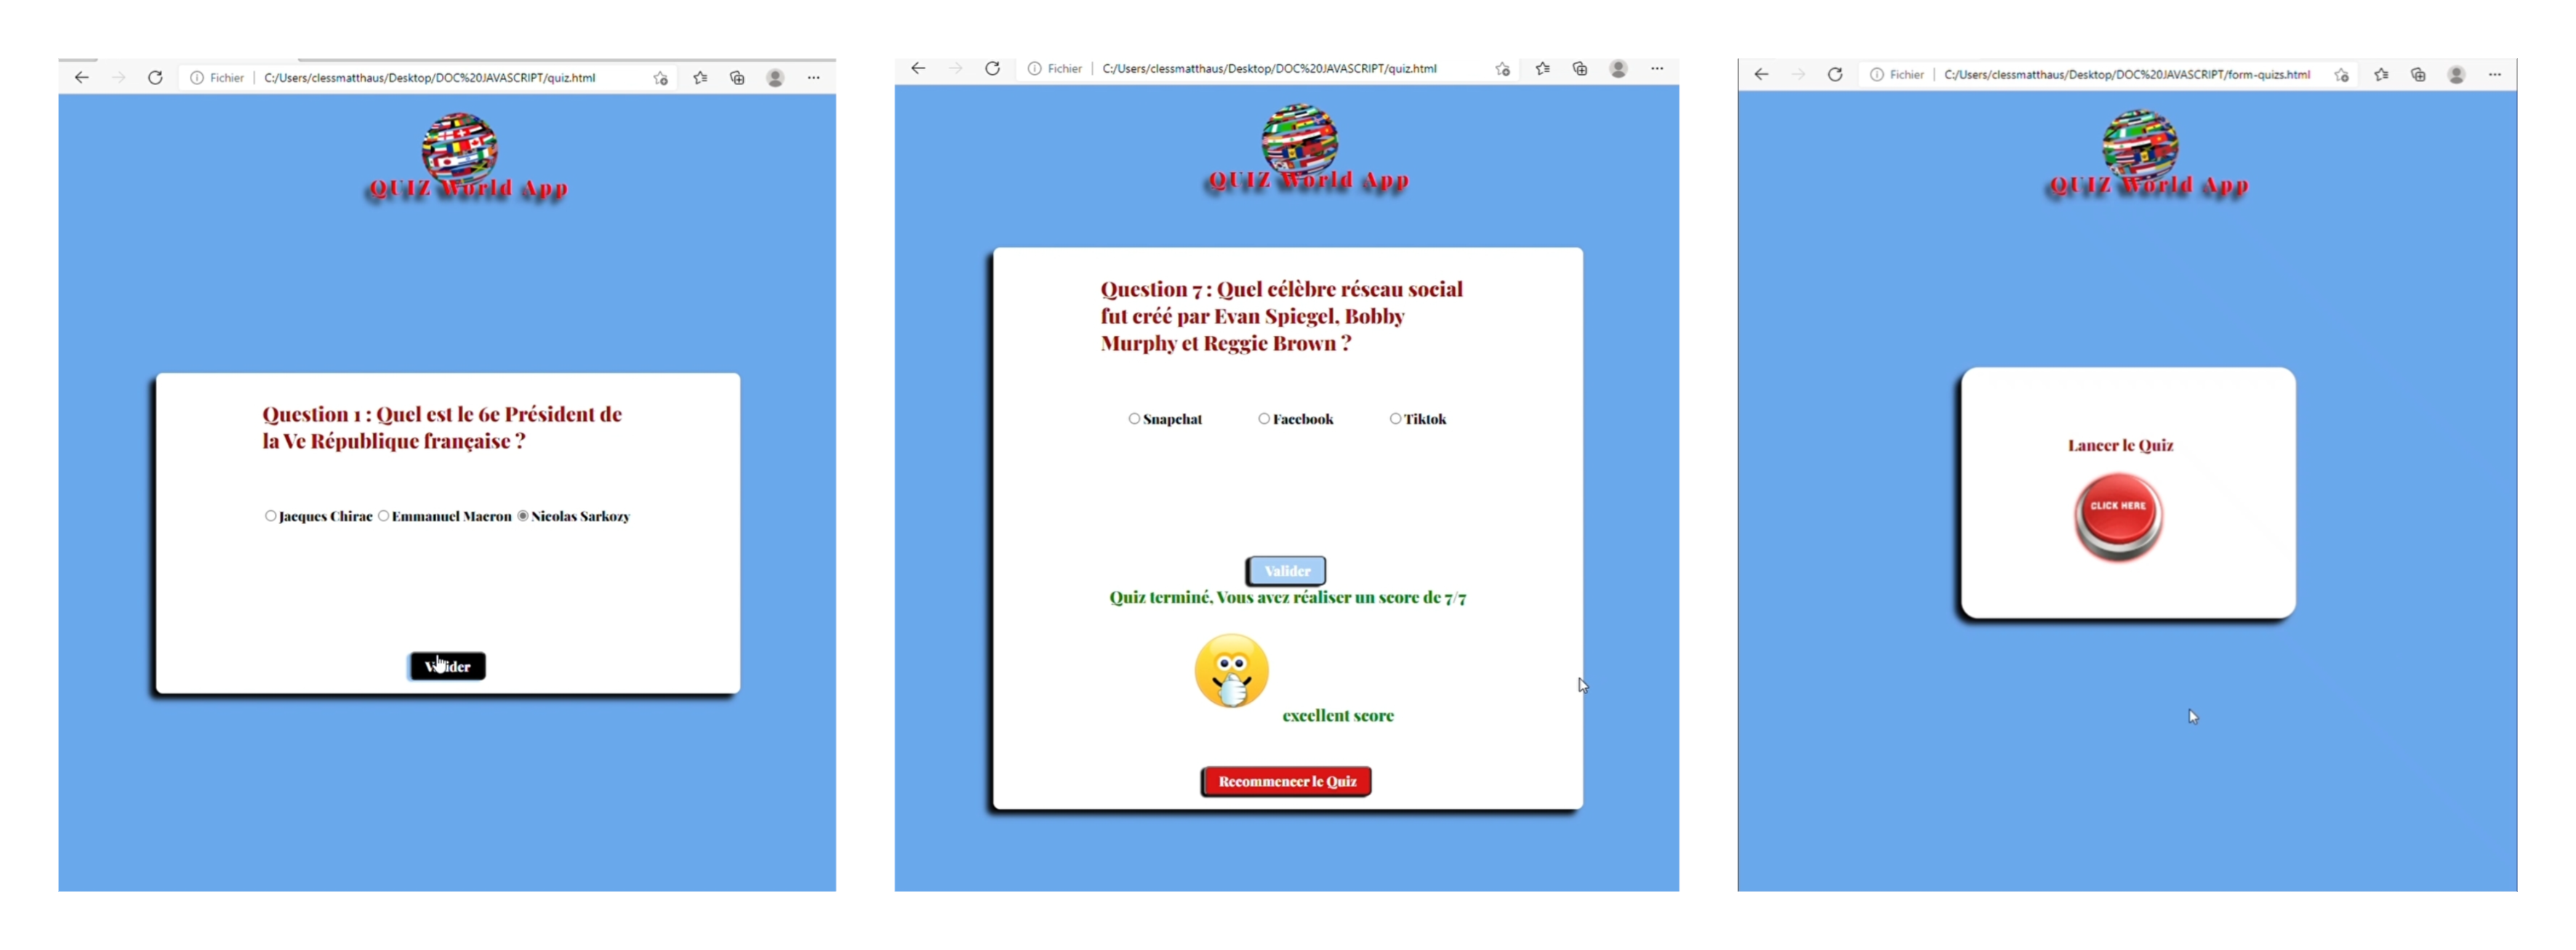 Fichier | C:/Users/clessmatthaus/Desktop/DOC%20JAVASCRIPT/quiz.html
QUIZ World App
Question 1 : Quel est le 6e Président de
la Ve République française ?
Jacques Chirac Emmanuel Macron Nicolas Sarkozy
Valider
Fichier | C:/Users/clessmatthaus/Desktop/DOC%20JAVASCRIPT/quiz.html
QUIZ World App
Question 7 : Quel célèbre réseau social
fut créé par Evan Spiegel, Bobby
Murphy et Reggie Brown ?
Snapchat Facebook Tiktok
Valider
Quiz terminé, Vous avez réaliser un score de 7/7
excellent score
Recommencer le Quiz
Fichier | C:/Users/clessmatthaus/Desktop/DOC%20JAVASCRIPT/form-quizs.html
QUIZ World App
Lancer le Quiz
CLICK HERE